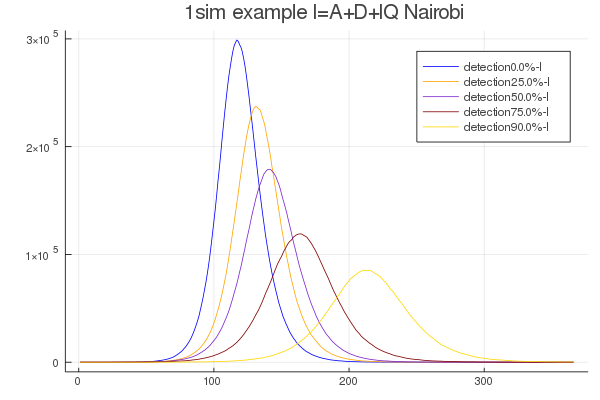 1sim example I=A+D+IQ Nairobi
3×10 5
2×10 5
1×10 5
0
0
100
200
300
detection0.0%-I
detection25.0%-I
detection50.0%-I
detection75.0%-I
detection90.0%-I